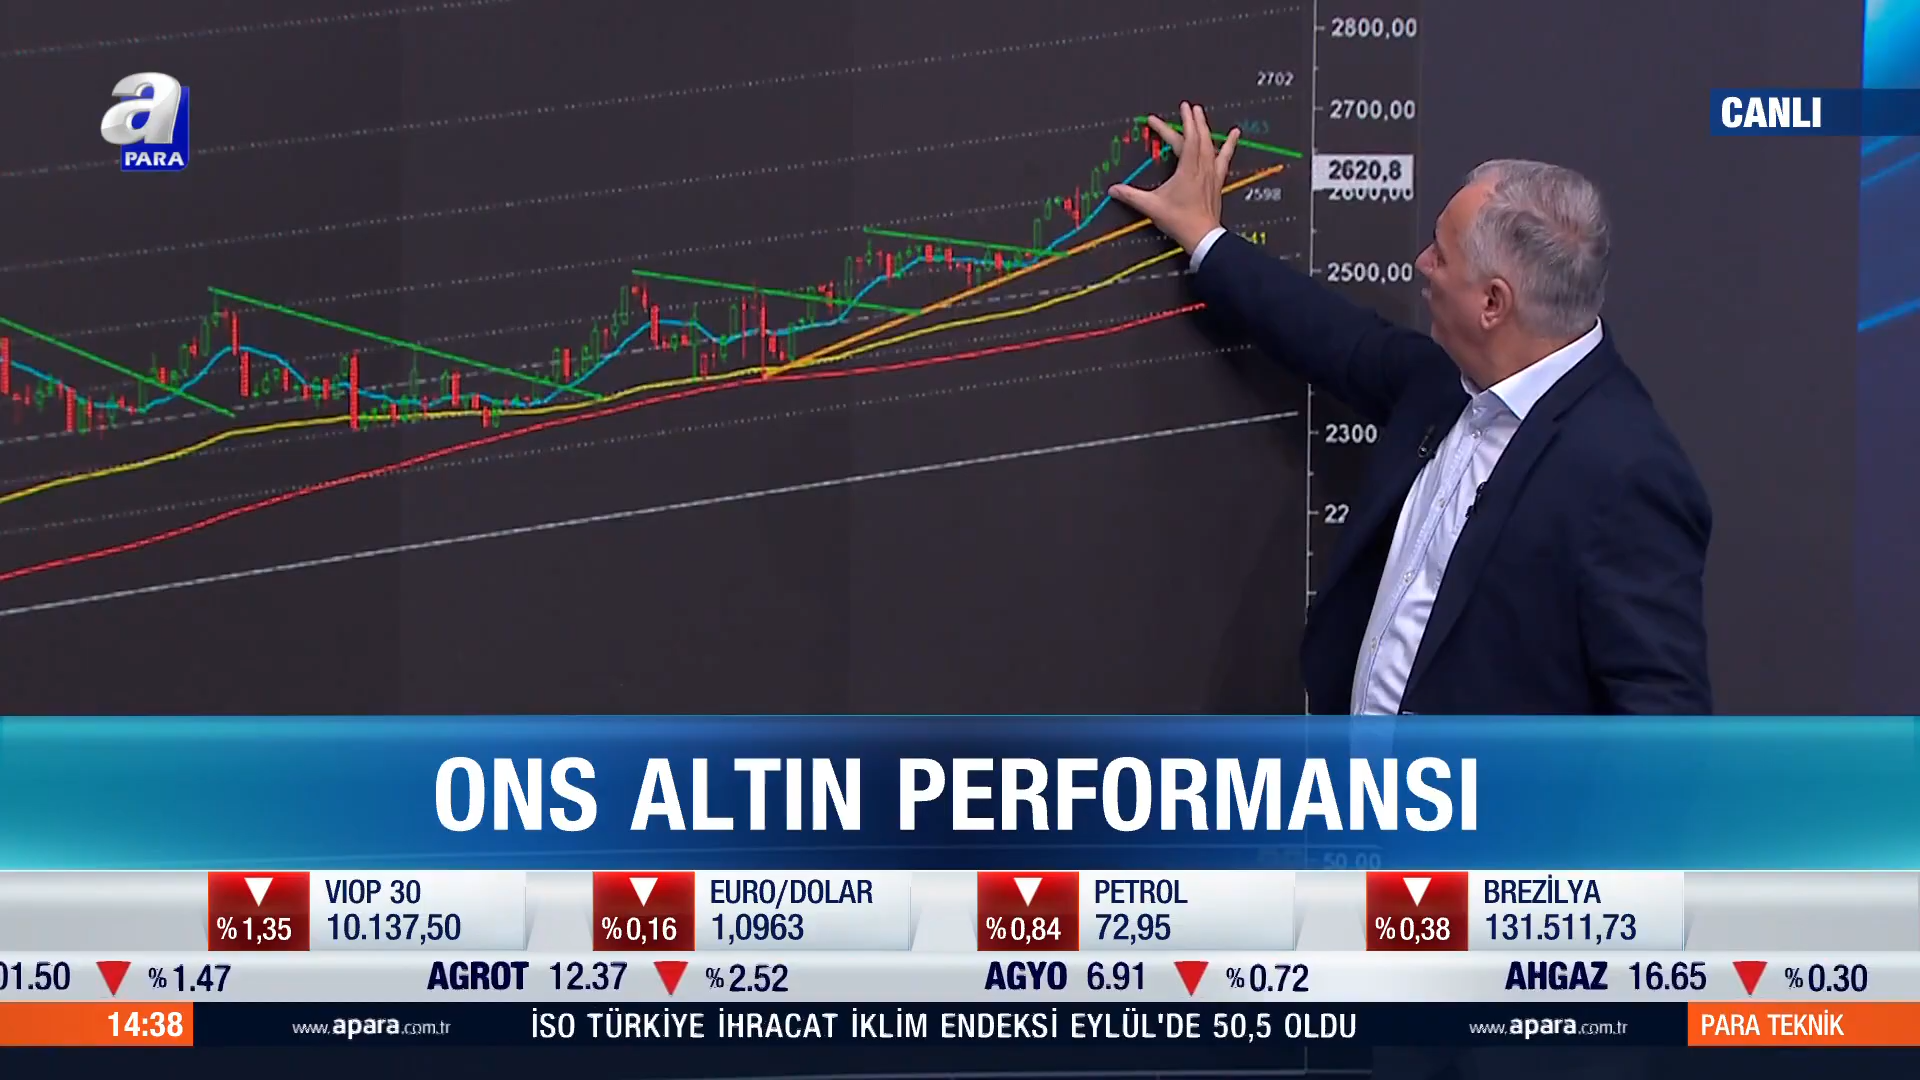 a
PARA
CANLI
2800,00
2702
2700,00
2620,8
2600,00
2598
2500,00
2300
22
ONS ALTIN PERFORMANSI
50,00
% 1,35 VIOP 30 10.137,50
% 0,16 EURO/DOLAR 1,0963
% 0,84 PETROL 72,95
% 0,38 BREZİLYA 131.511,73
01.50 %1.47 AGROT 12.37 %2.52 AGYO 6.91 %0.72 AHGAZ 16.65 %0.30
14:38 www.apara.com.tr İSO TÜRKİYE İHRACAT İKLİM ENDEKSİ EYLÜL'DE 50,5 OLDU www.apara.com.tr PARA TEKNİK